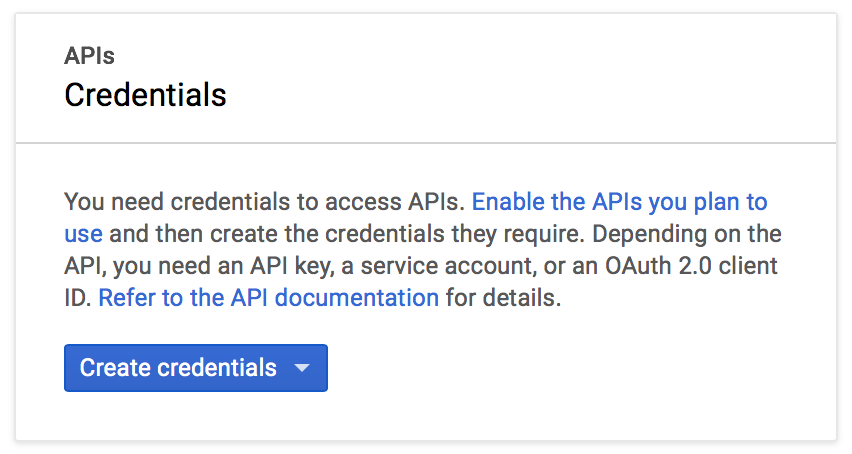 APIs
Credentials
You need credentials to access APIs. Enable the APIs you plan to
use and then create the credentials they require. Depending on the
API, you need an API key, a service account, or an OAuth 2.0 client
ID. Refer to the API documentation for details.
Create credentials